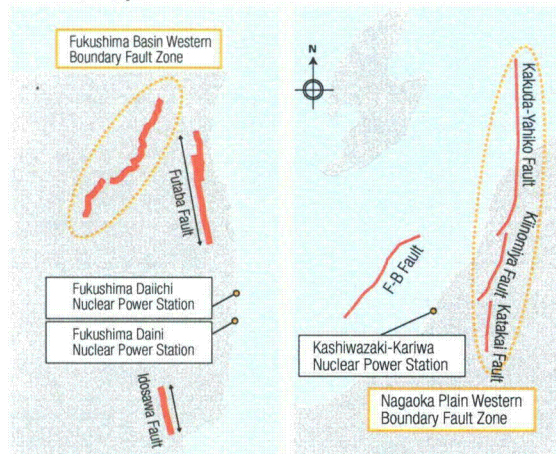 Fukushima Basin Western
Boundary Fault Zone
Futaba Fault
Fukushima Daiichi
Nuclear Power Station
Fukushima Daini
Nuclear Power Station
Idosawa Fault
N
Kakuda-Yahiko Fault
Kiinomiya Fault
F-B Fault
Katakai Fault
Kashiwazaki-Kariwa
Nuclear Power Station
Nagaoka Plain Western
Boundary Fault Zone